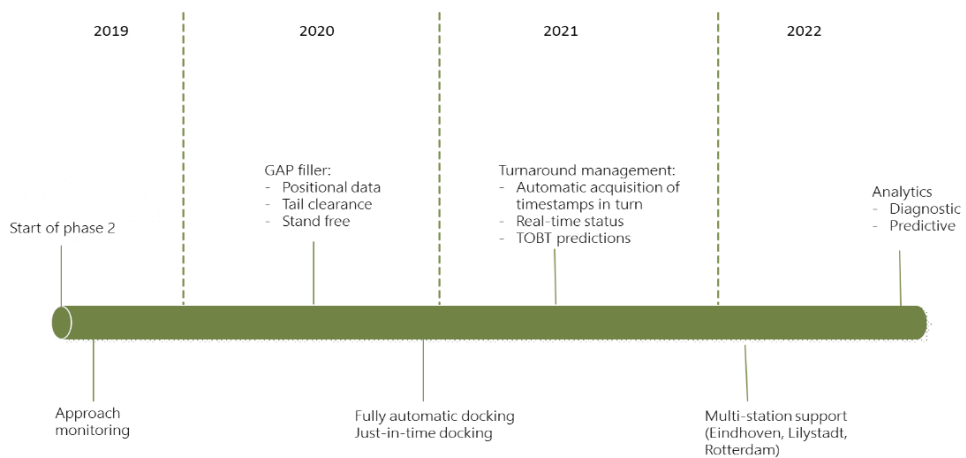 2019
2020
2021
2022
GAP filler:
- Positional data
- Tail clearance
- Stand free
Turnaround management:
- Automatic acquisition of
timestamps in turn
- Real-time status
- TOBT predictions
Analytics
- Diagnostic
- Predictive
Start of phase 2
Approach
monitoring
Fully automatic docking
Just-in-time docking
Multi-station support
(Eindhoven, Lilystadt,
Rotterdam)